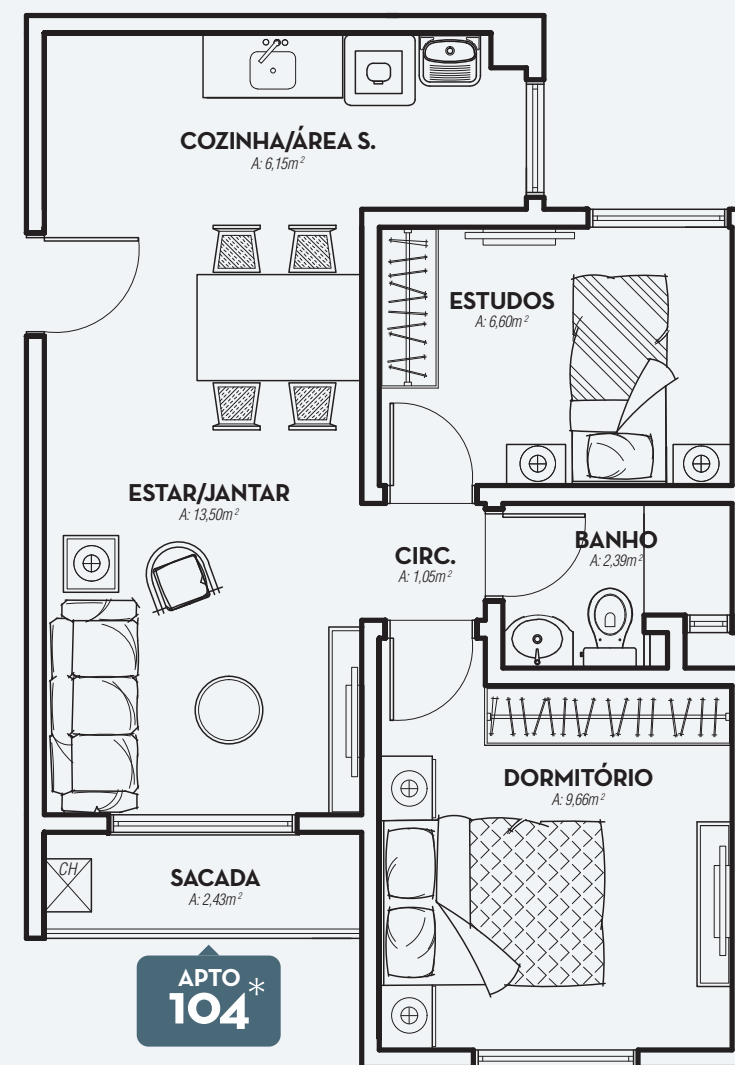 COZINHA/ÁREA S.
A: 6,15m²
ESTUDOS
A: 6,60m²
ESTAR/JANTAR
A: 13,50m²
CIRC.
A: 1,05m²
BANHO
A: 2,39m²
DORMITÓRIO
A: 9,66m²
CH
SACADA
A: 2,43m²
APTO
104*